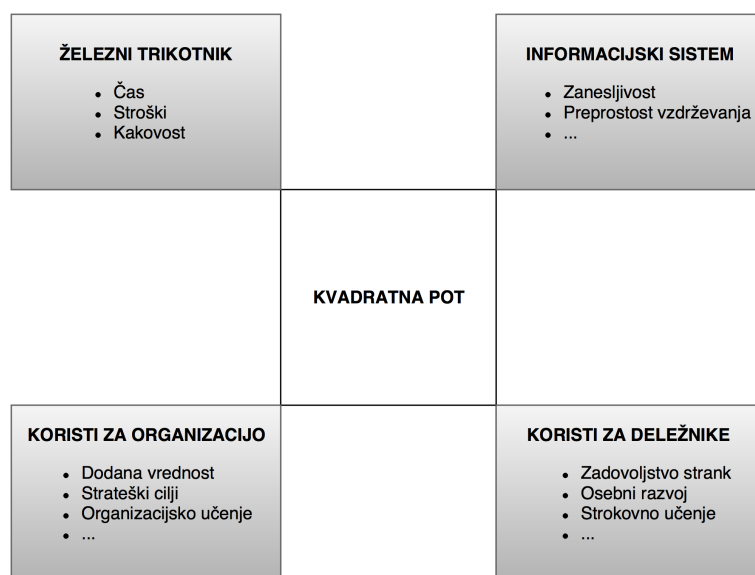 ŽELEZNI TRIKOTNIK
• Čas
• Stroški
• Kakovost
INFORMACIJSKI SISTEM
• Zanesljivost
• Preprostost vzdrževanja
• ...
KVADRATNA POT
KORISTI ZA ORGANIZACIJO
• Dodana vrednost
• Strateški cilji
• Organizacijsko učenje
• ...
KORISTI ZA DELEŽNIKE
• Zadovoljstvo strank
• Osebni razvoj
• Strokovno učenje
• ...